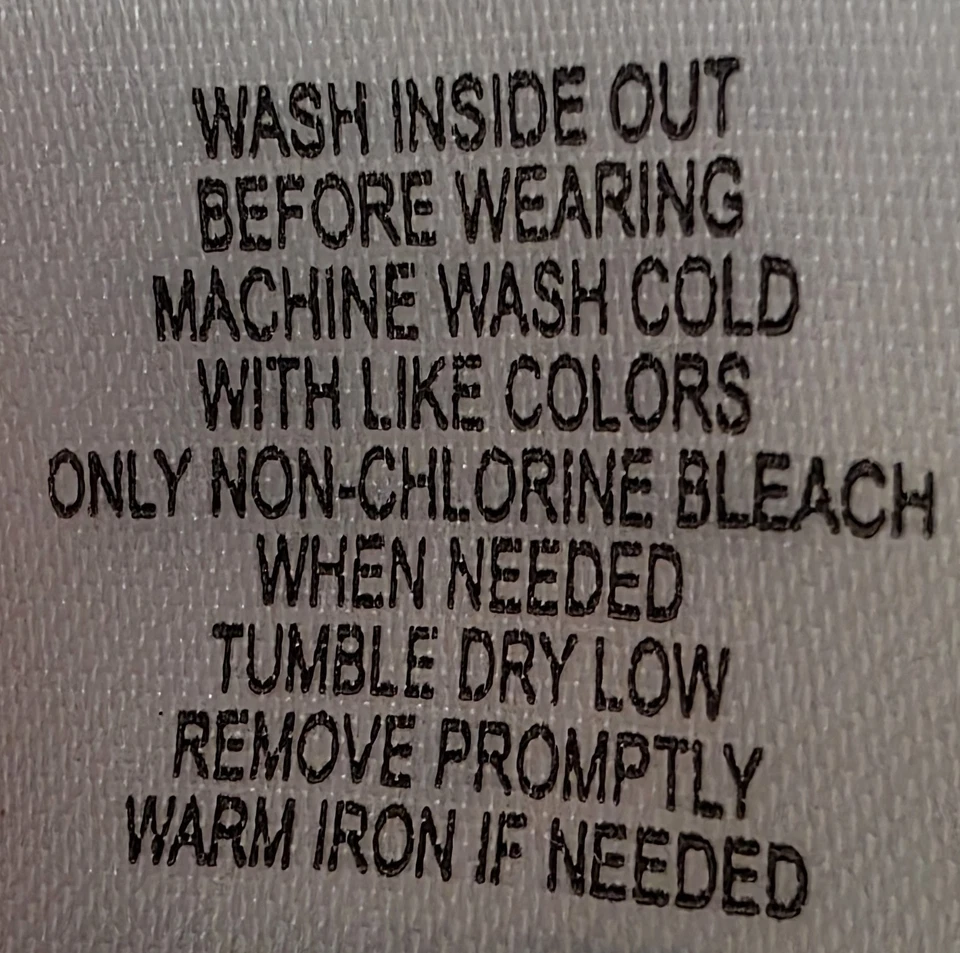 WASH INSIDE OUT
BEFORE WEARING
MACHINE WASH COLD
WITH LIKE COLORS
ONLY NON-CHLORINE BLEACH
WHEN NEEDED
TUMBLE DRY LOW
REMOVE PROMPTLY
WARM IRON IF NEEDED